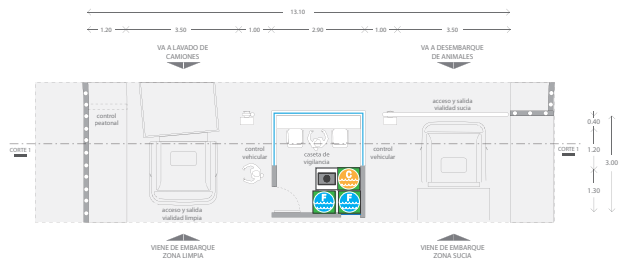 13.10
1.20
3.50
1.00
2.90
1.00
3.50
VA A LAVADO DE
CAMIONES
VA A DESEMBARQUE
DE ANIMALES
acceso y salida
vialidad sucia
control
peatonal
0.40
CORTE 1
control
vehicular
caseta de
vigilancia
control
vehicular
1.20
CORTE 1
3.00
C
1.30
F
F
acceso y salida
vialidad limpia
VIENE DE EMBARQUE
ZONA LIMPIA
VIENE DE EMBARQUE
ZONA SUCIA